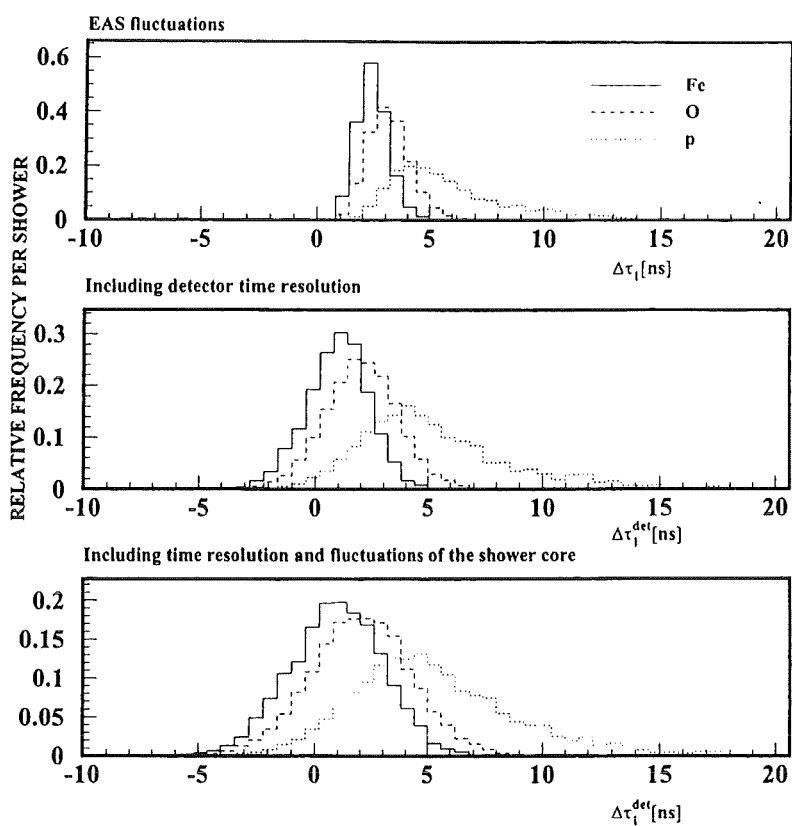 EAS fluctuations
RELATIVE FREQUENCY PER SHOWER
0.6
0.4
0.2
0
Fe
O
p
-10 -5 0 5 10 15 20
Δτ₁[ns]
Including detector time resolution
0.3
0.2
0.1
0
-10 -5 0 5 10 15 20
Δτ₁ᵈᵉᵗ[ns]
Including time resolution and fluctuations of the shower core
0.2
0.15
0.1
0.05
0
-10 -5 0 5 10 15 20
Δτ₁ᵈᵉᵗ[ns]